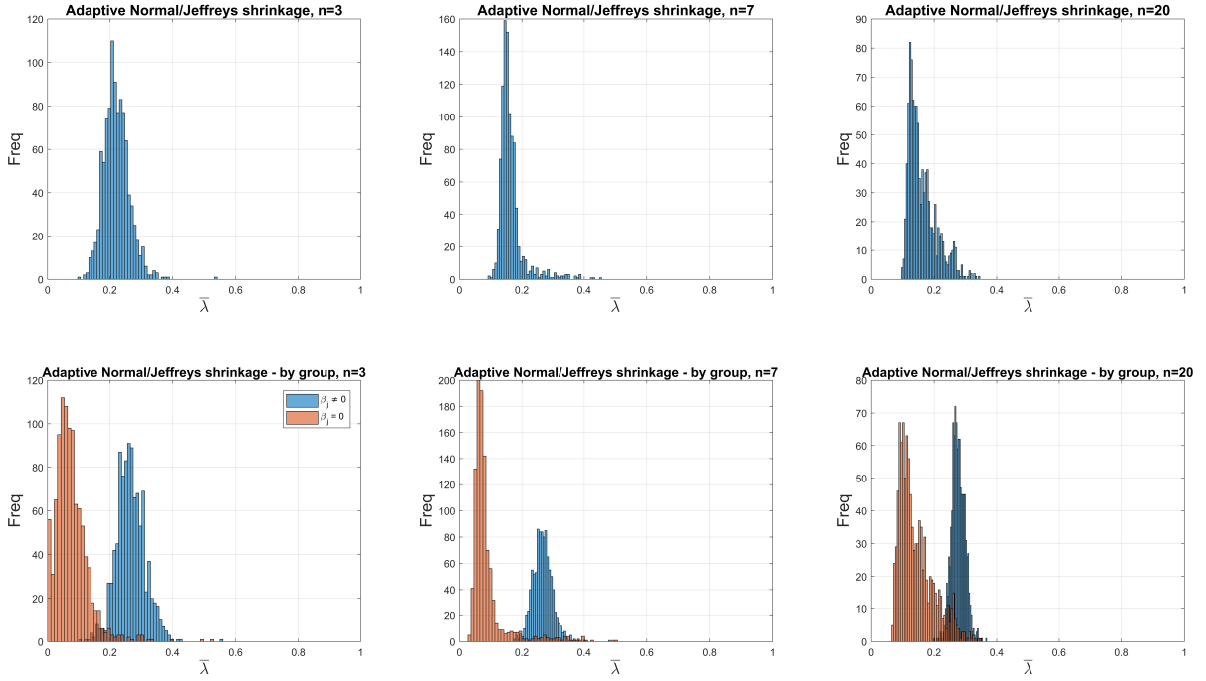 Adaptive Normal/Jeffreys shrinkage, n=3
120
100
80
60
40
20
0
Freq
0 0.2 0.4 0.6 0.8 1
λ̅
Adaptive Normal/Jeffreys shrinkage, n=7
160
140
120
100
80
60
40
20
0
Freq
0 0.2 0.4 0.6 0.8 1
λ̅
Adaptive Normal/Jeffreys shrinkage, n=20
90
80
70
60
50
40
30
20
10
0
Freq
0 0.2 0.4 0.6 0.8 1
λ̅
Adaptive Normal/Jeffreys shrinkage - by group, n=3
120
100
80
60
40
20
0
Freq
β_j ≠ 0
β_j = 0
0 0.2 0.4 0.6 0.8 1
λ̅
Adaptive Normal/Jeffreys shrinkage - by group, n=7
200
180
160
140
120
100
80
60
40
20
0
Freq
0 0.2 0.4 0.6 0.8 1
λ̅
Adaptive Normal/Jeffreys shrinkage - by group, n=20
80
70
60
50
40
30
20
10
0
Freq
0 0.2 0.4 0.6 0.8 1
λ̅